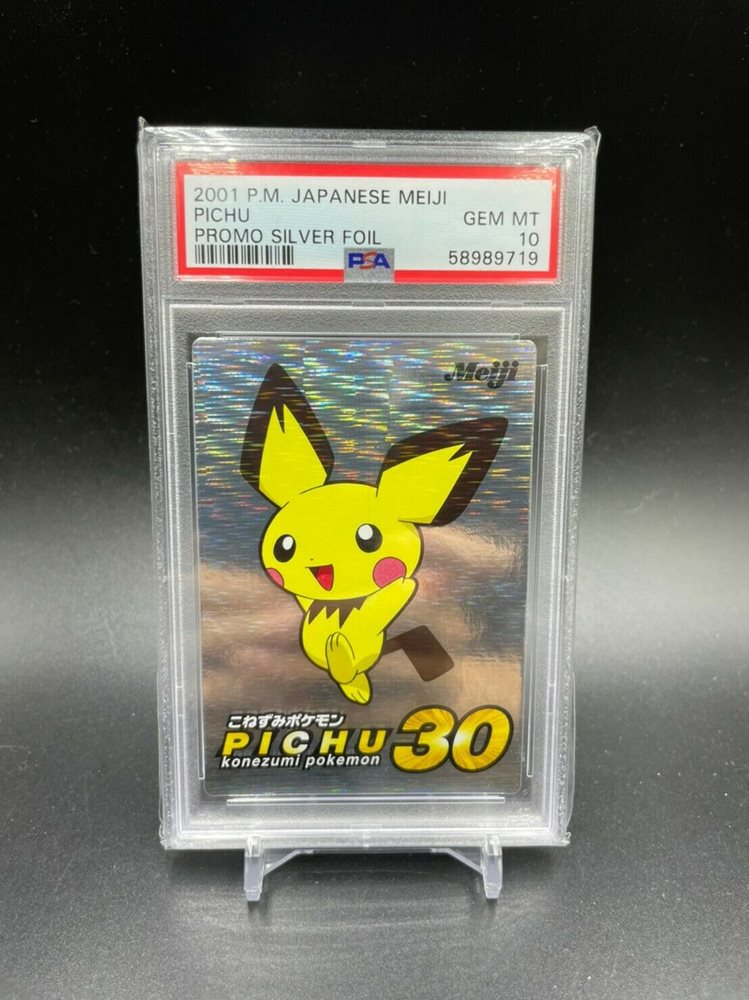 2001 P.M. JAPANESE MEIJI
PICHU GEM MT
PROMO SILVER FOIL 10
PSA 58989719
Meiji
こねずみポケモン
PICHU 30
konezumi pokemon